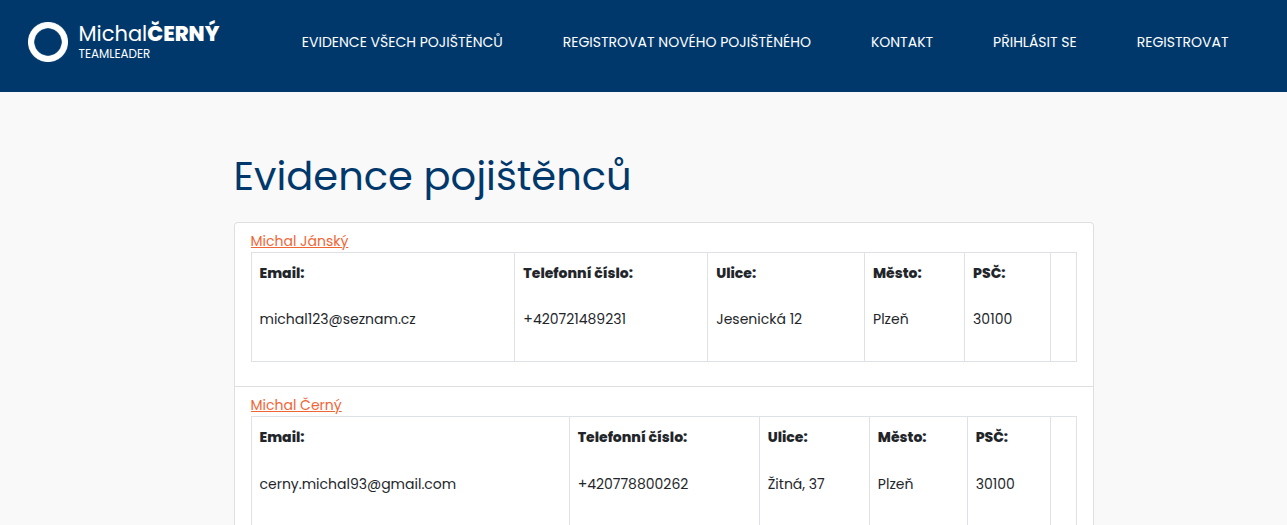 MichalČERNÝ
TEAMLEADER
EVIDENCE VŠECH POJIŠTĚNCŮ
REGISTROVAT NOVÉHO POJIŠTĚNÉHO
KONTAKT
PŘIHLÁSIT SE
REGISTROVAT
Evidence pojištěnců
Michal Jánský
Email: Telefonní číslo: Ulice: Město: PSČ:
michal123@seznam.cz +420721489231 Jesenická 12 Plzeň 30100
Michal Černý
Email: Telefonní číslo: Ulice: Město: PSČ:
cerny.michal93@gmail.com +420778800262 Žitná, 37 Plzeň 30100